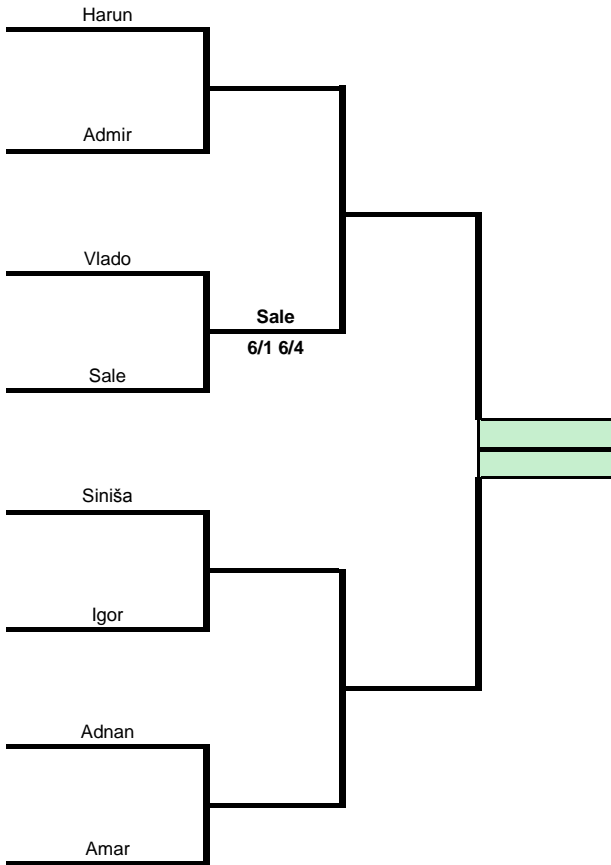 Harun
Admir
Vlado
Sale
6/1 6/4
Sale
Siniša
Igor
Adnan
Amar